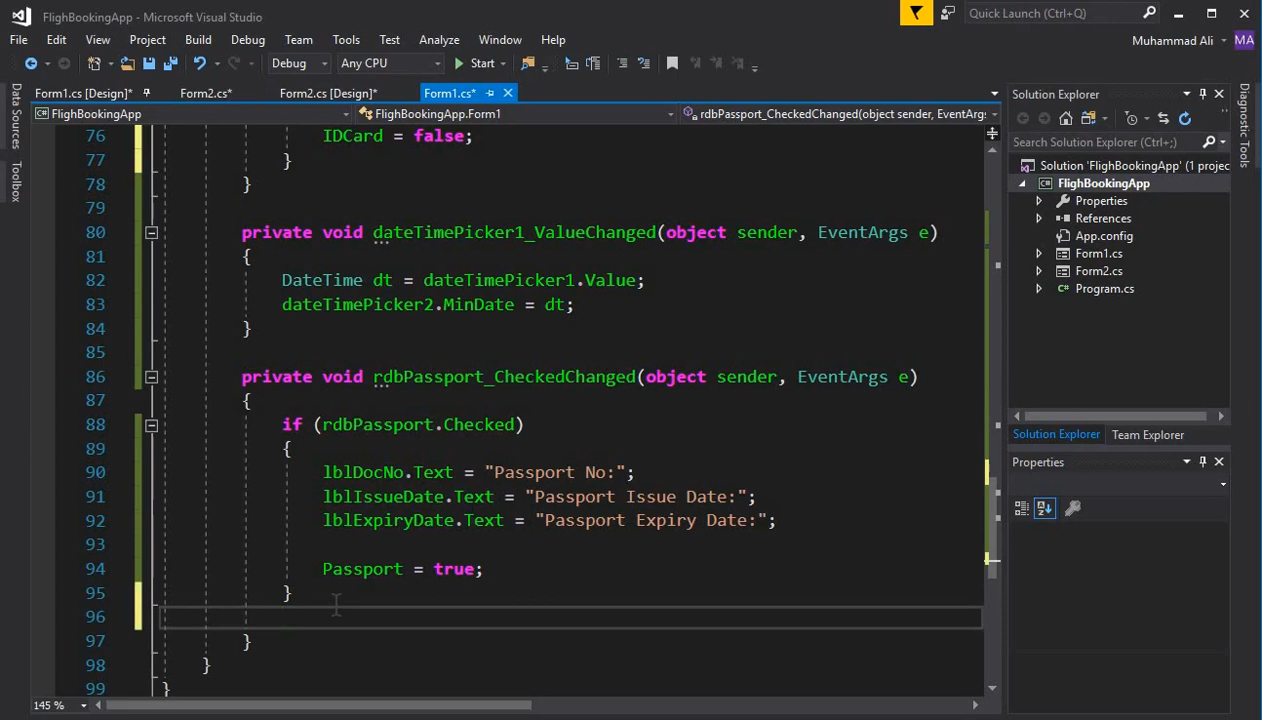 FlighBookingApp - Microsoft Visual Studio
Quick Launch (Ctrl+Q)
File Edit View Project Build Debug Team Tools Test Analyze Window Help
Muhammad Ali MA
Debug Any CPU Start
Form1.cs [Design]* Form2.cs* Form2.cs [Design]* Form1.cs*
FlighBookingApp FlighBookingApp.Form1 rdbPassport_CheckedChanged(object sender, EventArgs
Data Sources
Toolbox
76 IDCard = false;
77 }
78 }
79
80 private void dateTimePicker1_ValueChanged(object sender, EventArgs e)
81 {
82 DateTime dt = dateTimePicker1.Value;
83 dateTimePicker2.MinDate = dt;
84 }
85
86 private void rdbPassport_CheckedChanged(object sender, EventArgs e)
87 {
88 if (rdbPassport.Checked)
89 {
90 lblDocNo.Text = "Passport No:";
91 lblIssueDate.Text = "Passport Issue Date:";
92 lblExpiryDate.Text = "Passport Expiry Date:";
93
94 Passport = true;
95 }
96
97 }
98 }
99 }
145 %
Solution Explorer
Search Solution Explorer (Ctrl+;)
Solution 'FlighBookingApp' (1 projec
FlighBookingApp
Properties
References
App.config
Form1.cs
Form2.cs
Program.cs
Solution Explorer Team Explorer
Properties
Diagnostic Tools